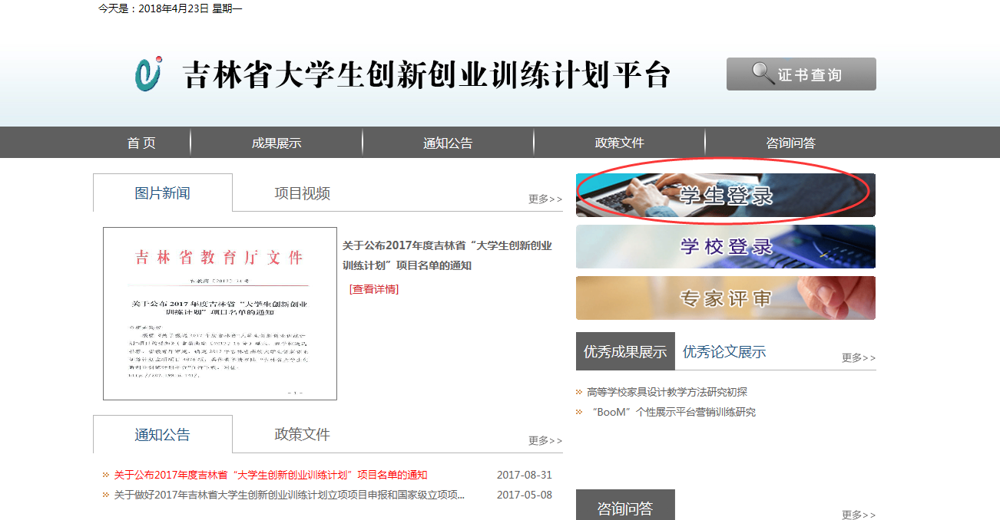 今天是：2018年4月23日 星期一
吉林省大学生创新创业训练计划平台
证书查询
首 页
成果展示
通知公告
政策文件
咨询问答
图片新闻
项目视频
更多>>
吉林省教育厅文件
关于公布2017年度吉林省“大学生创新创业
训练计划”项目名单的通知
关于公布2017年度吉林省“大学生创新创业
训练计划”项目名单的通知
[查看详情]
通知公告
政策文件
更多>>
关于公布2017年度吉林省“大学生创新创业训练计划”项目名单的通知
2017-08-31
关于做好2017年吉林省大学生创新创业训练计划立项项目申报和国家级立项项...
2017-05-08
学生登录
学校登录
专家评审
优秀成果展示
优秀论文展示
更多>>
高等学校家具设计教学方法研究初探
“BooM”个性展示平台营销训练研究
咨询问答
更多>>